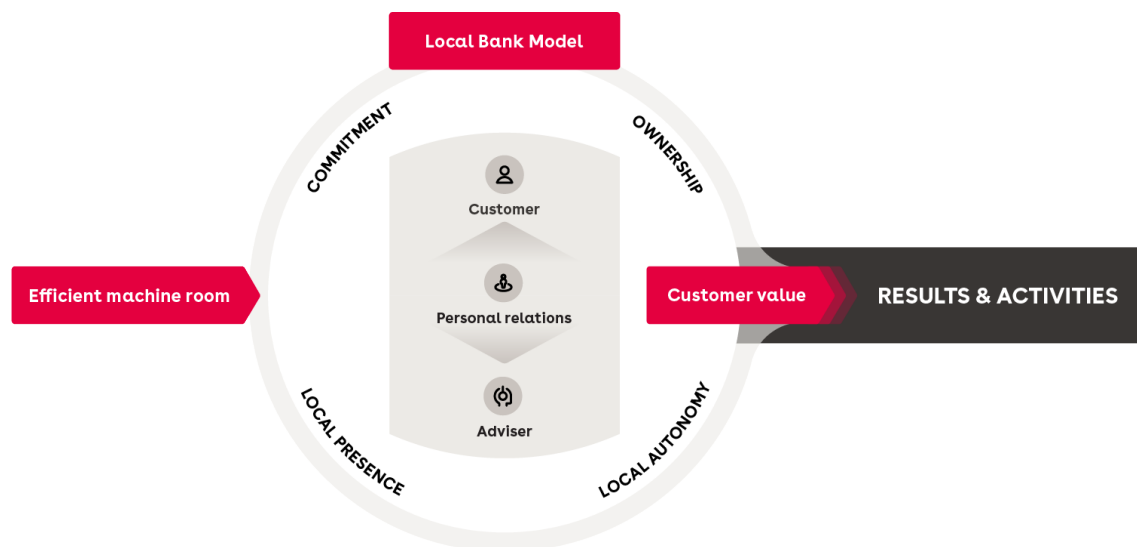 Local Bank Model
COMMITMENT
OWNERSHIP
Customer
Efficient machine room
Personal relations
Customer value
RESULTS & ACTIVITIES
Adviser
LOCAL PRESENCE
LOCAL AUTONOMY